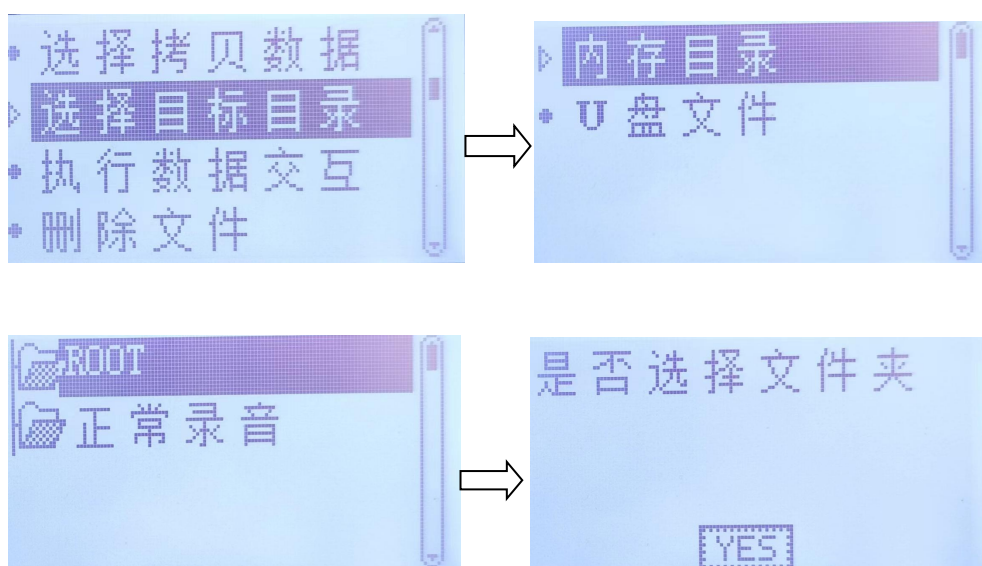 选择拷贝数据
选择目标目录
执行数据交互
删除文件
内存目录
U盘文件
ROOT
正常录音
是否选择文件夹
YES